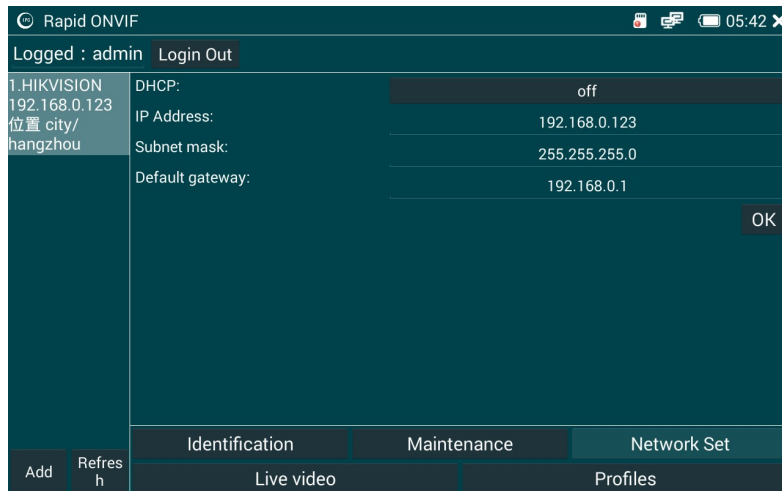 Rapid ONVIF
05:42
Logged : admin Login Out
1.HIKVISION
192.168.0.123
位置 city/
hangzhou
DHCP: off
IP Address: 192.168.0.123
Subnet mask: 255.255.255.0
Default gateway: 192.168.0.1
OK
Identification Maintenance Network Set
Add Refres
h
Live video Profiles